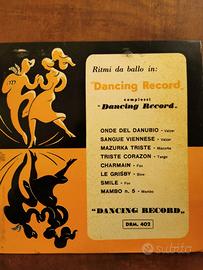 Ritmi da ballo in:
"Dancing Record"
complessi
"Dancing Record"
ONDE DEL DANUBIO - Valzer
SANGUE VIENNESE - Valzer
MAZURKA TRISTE - Mazurka
TRISTE CORAZON - Tango
CHARMAIN - Fox
LE GRISBY - Slow
SMILE - Fox
MAMBO n. 5 - Mambo
"DANCING RECORD"
DRM. 402
subito